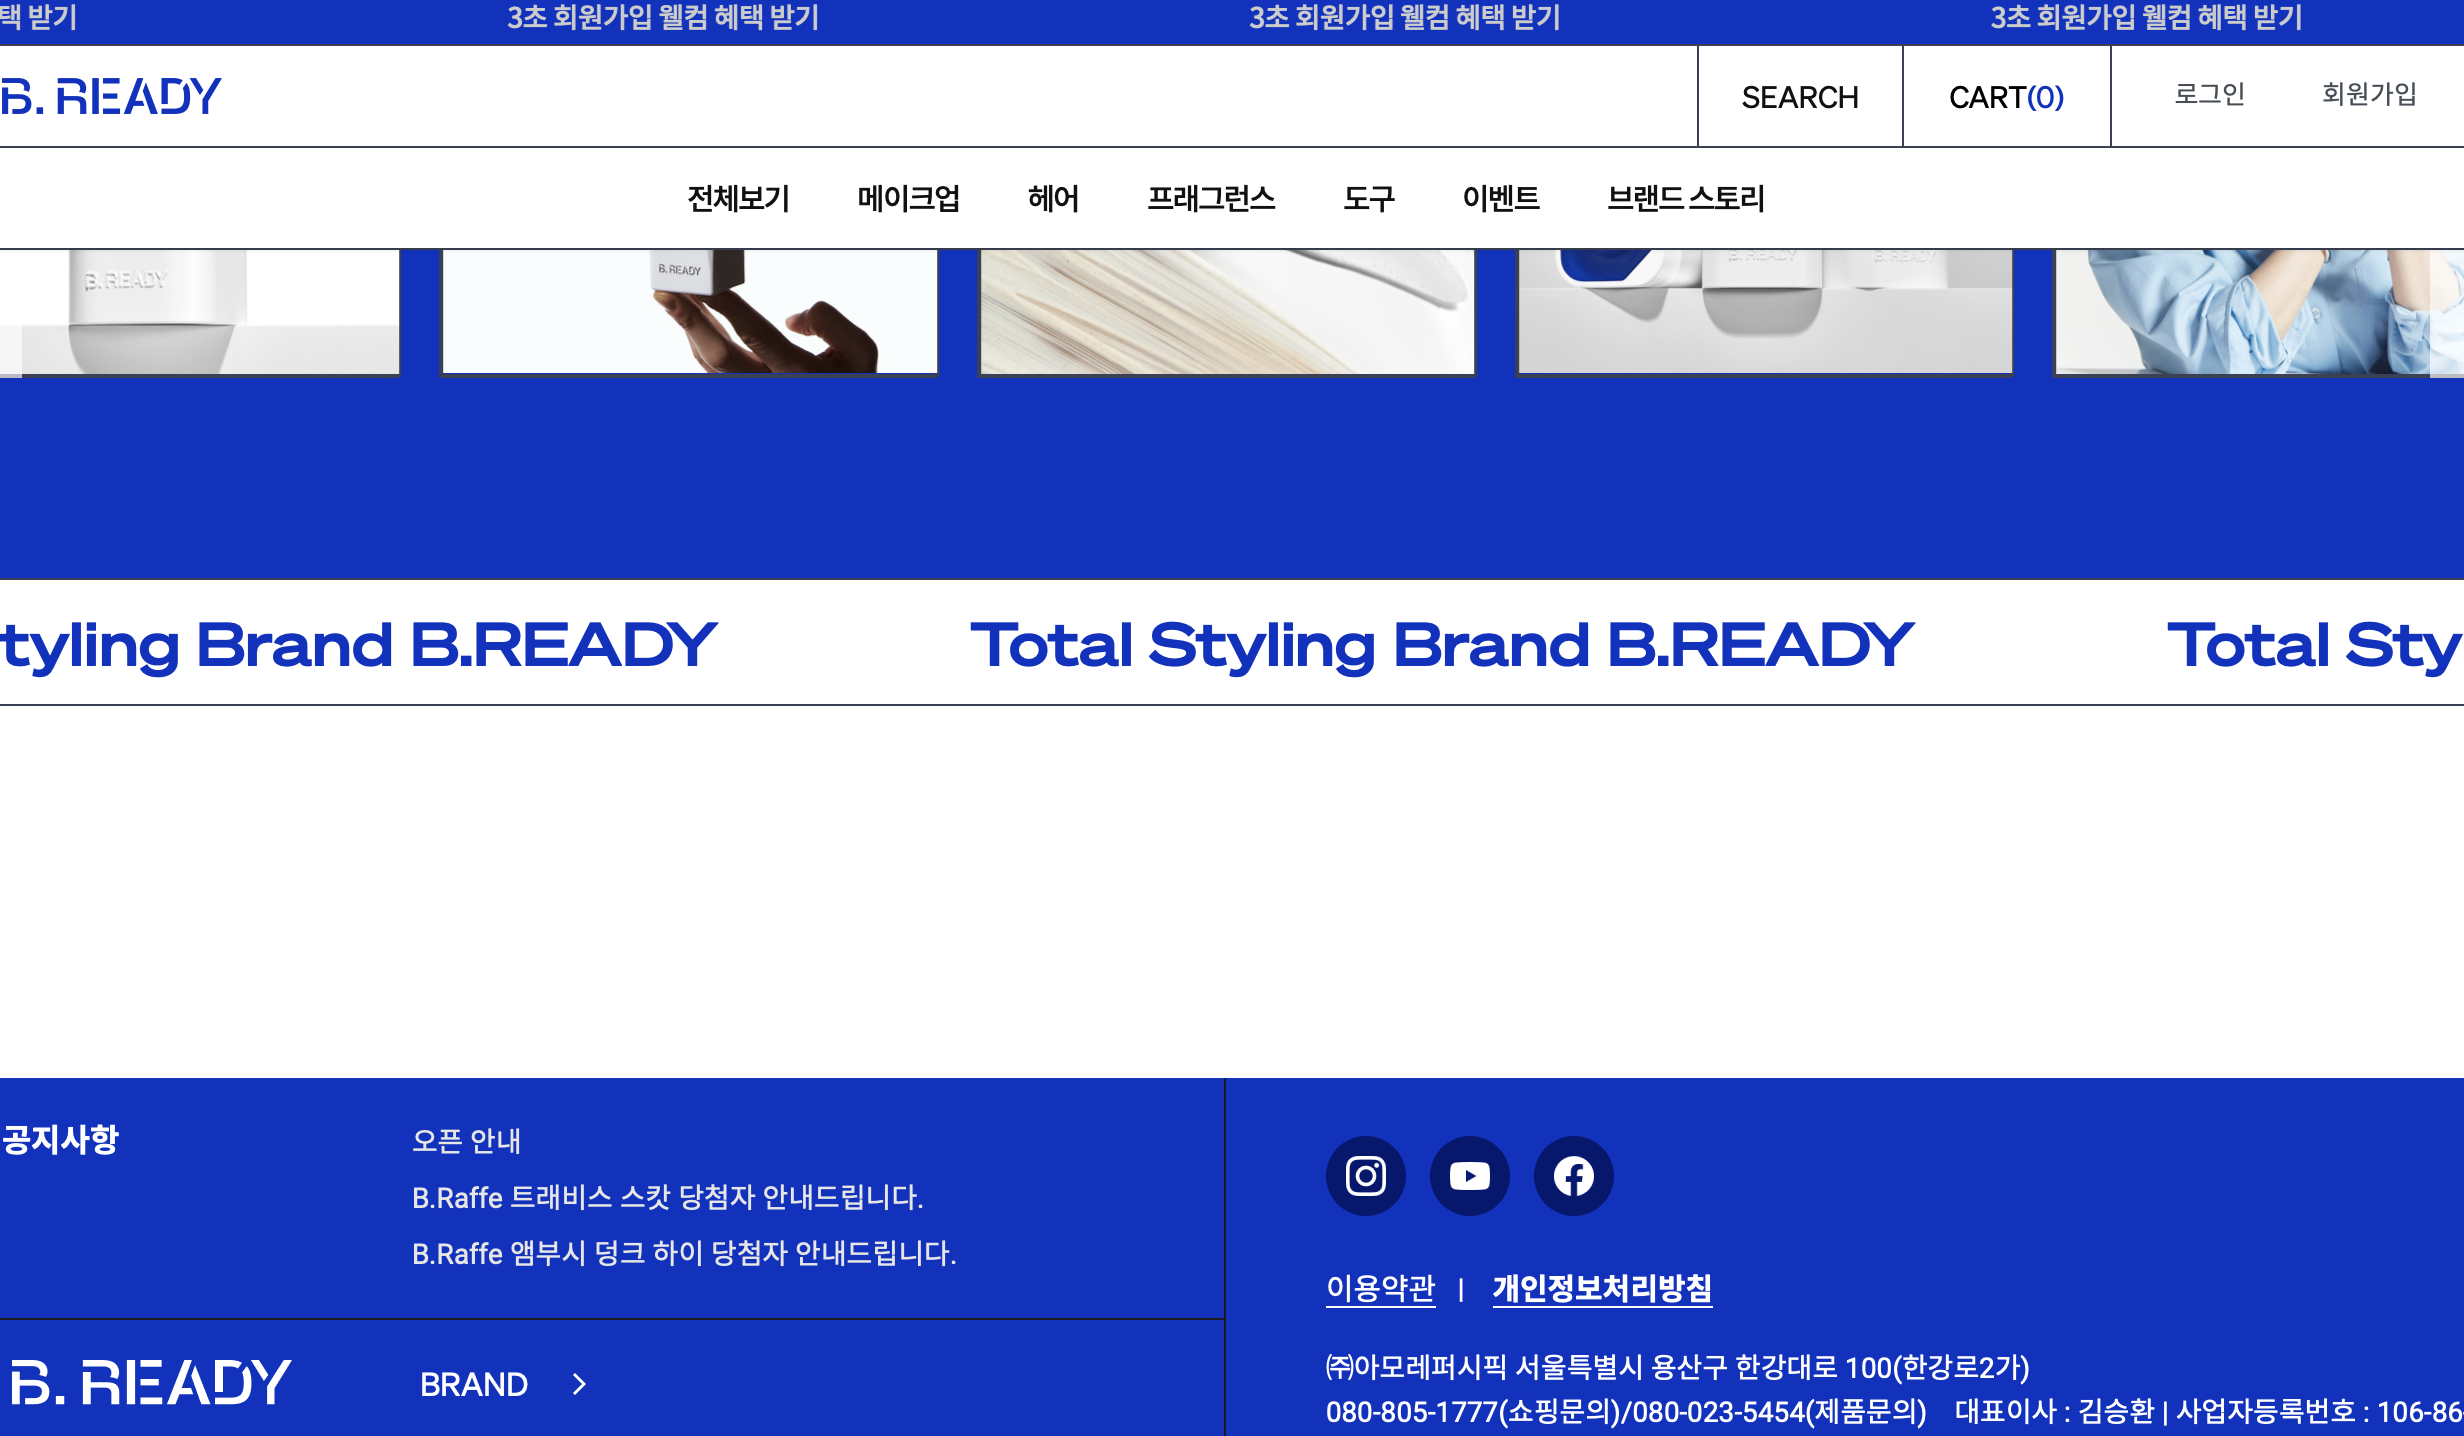 택 받기 3초 회원가입 웰컴 혜택 받기 3초 회원가입 웰컴 혜택 받기 3초 회원가입 웰컴 혜택 받기
B. READY SEARCH CART(0) 로그인 회원가입
전체보기 메이크업 헤어 프래그런스 도구 이벤트 브랜드 스토리
B. READY B. READY B. READY B. READY
tyling Brand B.READY Total Styling Brand B.READY Total Sty
공지사항
오픈 안내
B.Raffe 트래비스 스캇 당첨자 안내드립니다.
B.Raffe 앰부시 덩크 하이 당첨자 안내드립니다.
B. READY BRAND
이용약관 | 개인정보처리방침
㈜아모레퍼시픽 서울특별시 용산구 한강대로 100(한강로2가)
080-805-1777(쇼핑문의)/080-023-5454(제품문의) 대표이사 : 김승환 | 사업자등록번호 : 106-86